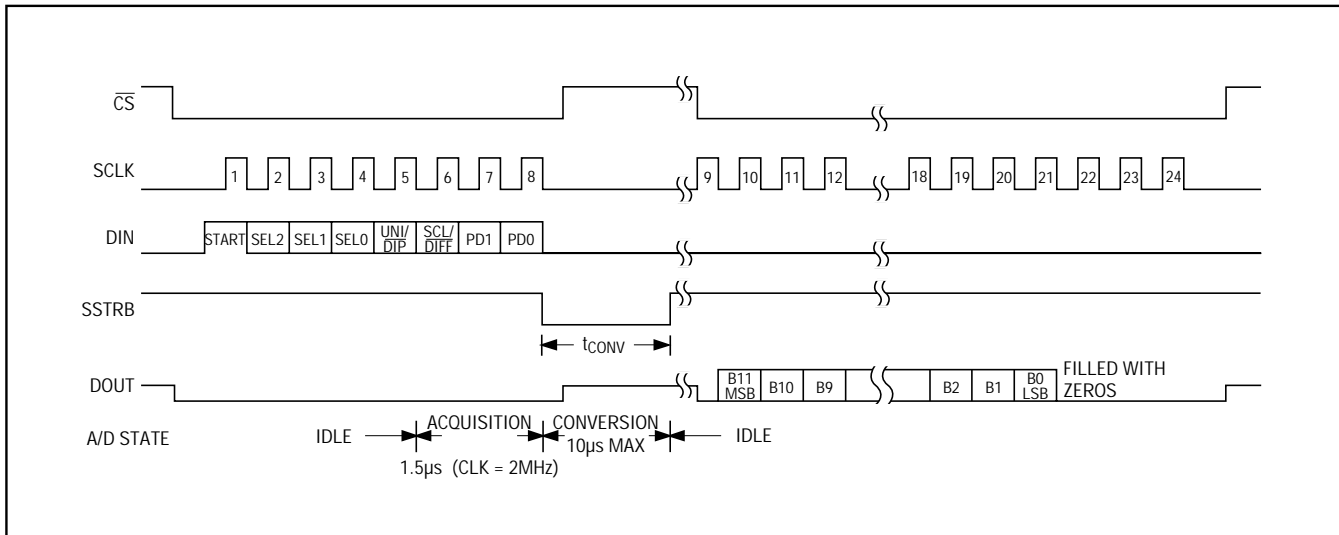 CS
SCLK
1 2 3 4 5 6 7 8 9 10 11 12 18 19 20 21 22 23 24
DIN
START SEL2 SEL1 SEL0 UNI/DIP SCL/DIFF PD1 PD0
SSTRB
tCONV
DOUT
B11 MSB B10 B9 B2 B1 B0 LSB
FILLED WITH
ZEROS
A/D STATE
IDLE
ACQUISITION
1.5µs (CLK = 2MHz)
CONVERSION
10µs MAX
IDLE